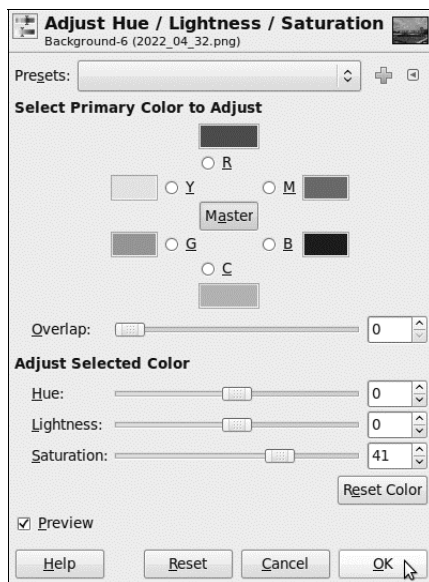 Adjust Hue / Lightness / Saturation
Background-6 (2022_04_32.png)
Presets:
Select Primary Color to Adjust
R
Y M
Master
G B
C
Overlap: 0
Adjust Selected Color
Hue: 0
Lightness: 0
Saturation: 41
Reset Color
Preview
Help Reset Cancel OK